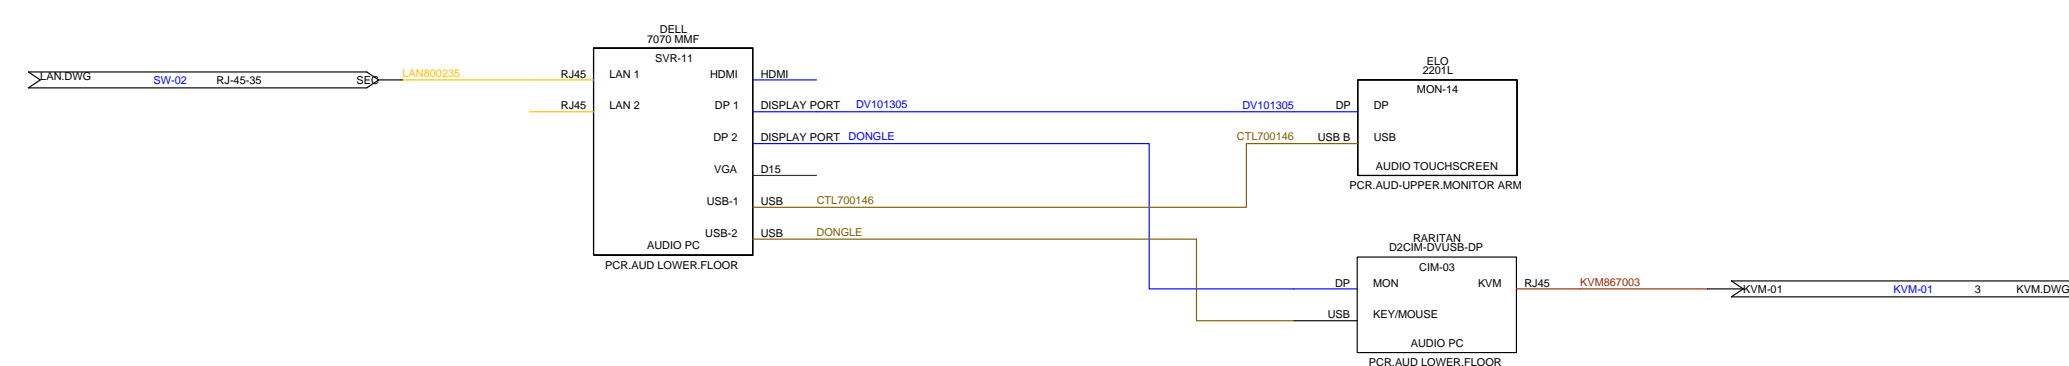 LAN.DWG SW-02 RJ-45-35 SEC LAN800235
DELL
7070 MMF
SVR-11
RJ45 LAN 1 HDMI HDMI
RJ45 LAN 2 DP 1 DISPLAY PORT DV101305
DP 2 DISPLAY PORT DONGLE
VGA D15
USB-1 USB CTL700146
USB-2 USB DONGLE
AUDIO PC
PCR.AUD LOWER.FLOOR
ELO
2201L
MON-14
DV101305 DP DP
CTL700146 USB B USB
AUDIO TOUCHSCREEN
PCR.AUD-UPPER.MONITOR ARM
RARITAN
D2CIM-DVUSB-DP
CIM-03
DP MON KVM RJ45 KVM867003
USB KEY/MOUSE
AUDIO PC
PCR.AUD LOWER.FLOOR
KVM-01 KVM-01 3 KVM.DWG